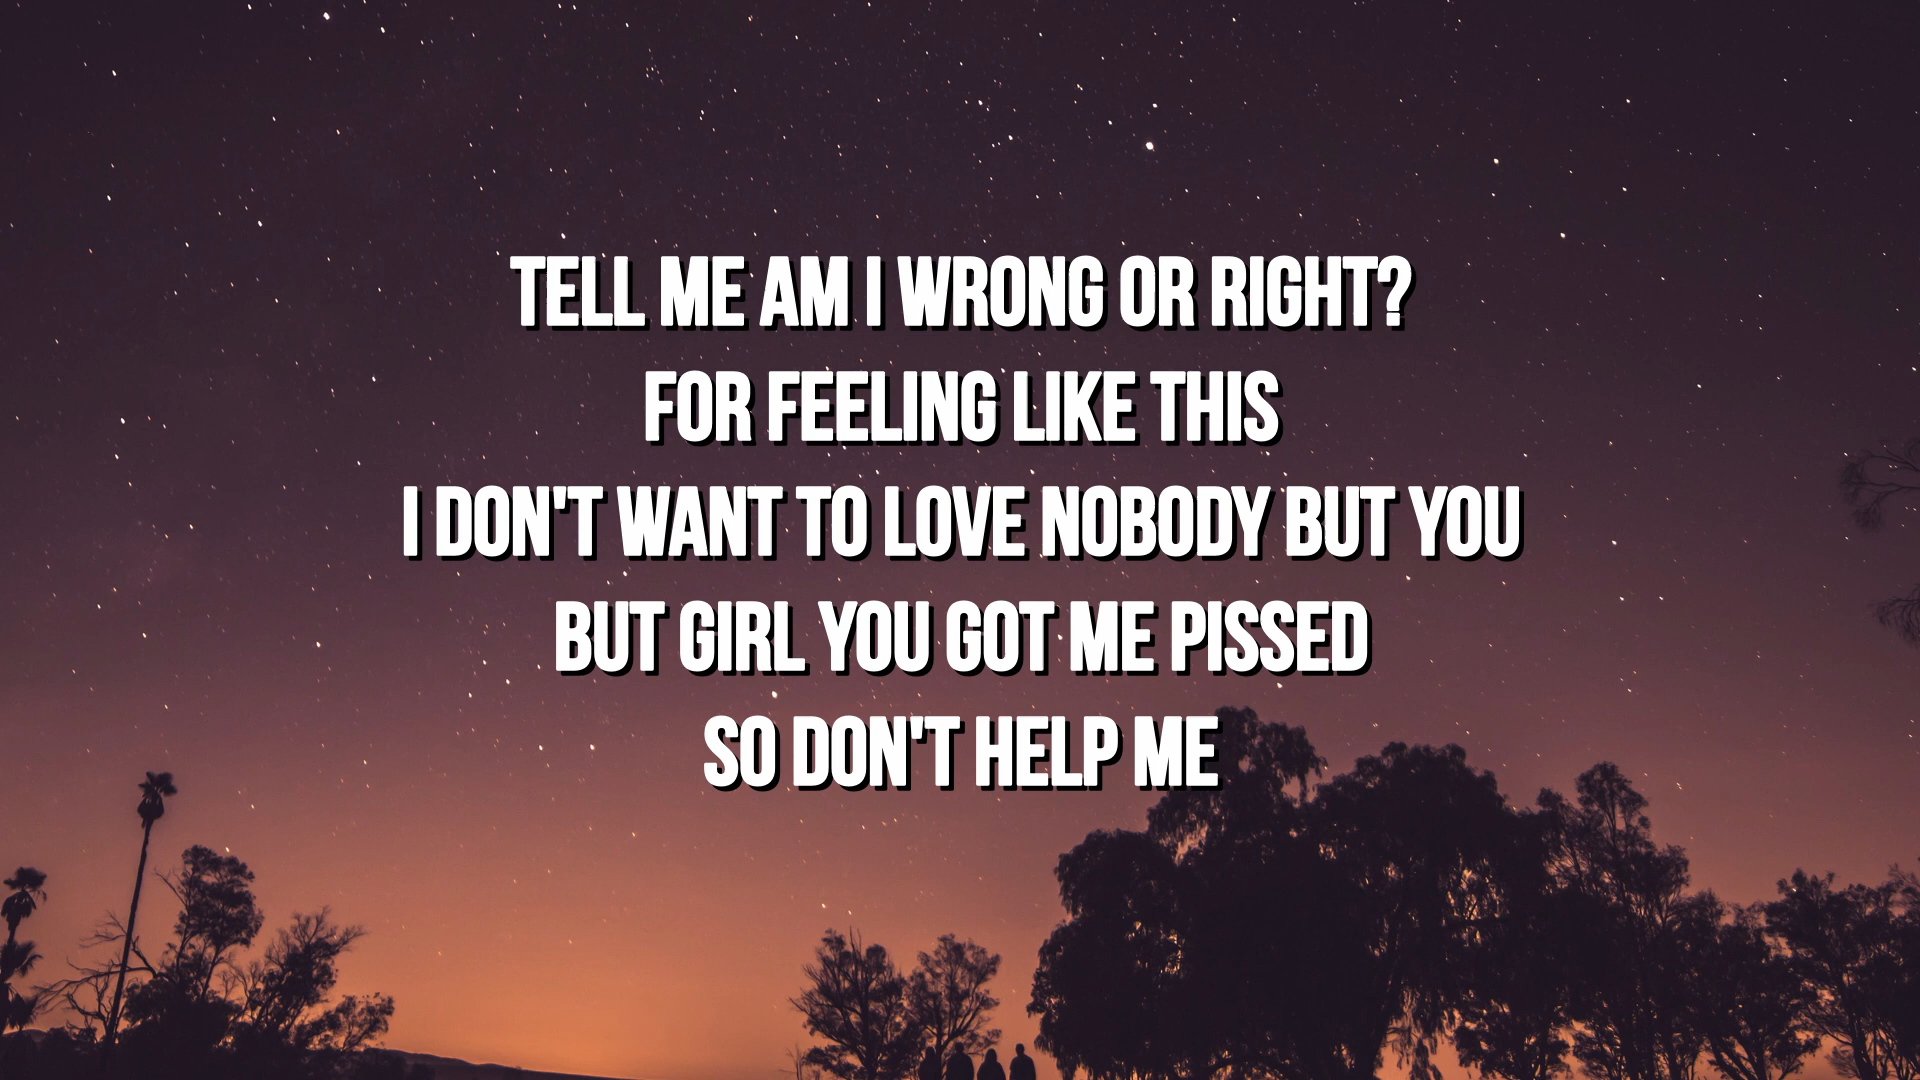 TELL ME AM I WRONG OR RIGHT?
FOR FEELING LIKE THIS
I DON'T WANT TO LOVE NOBODY BUT YOU
BUT GIRL YOU GOT ME PISSED
SO DON'T HELP ME